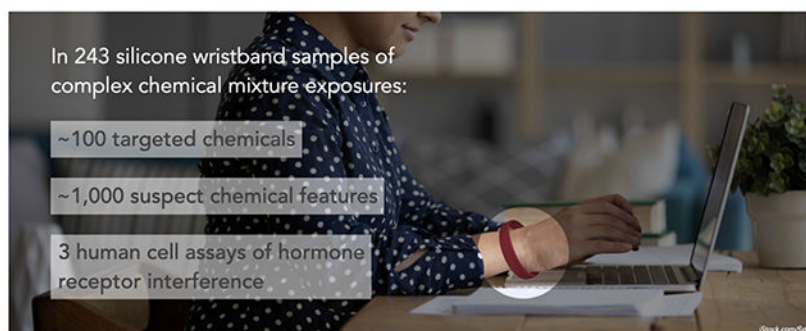 In 243 silicone wristband samples of
complex chemical mixture exposures:
~100 targeted chemicals
~1,000 suspect chemical features
3 human cell assays of hormone
receptor interference